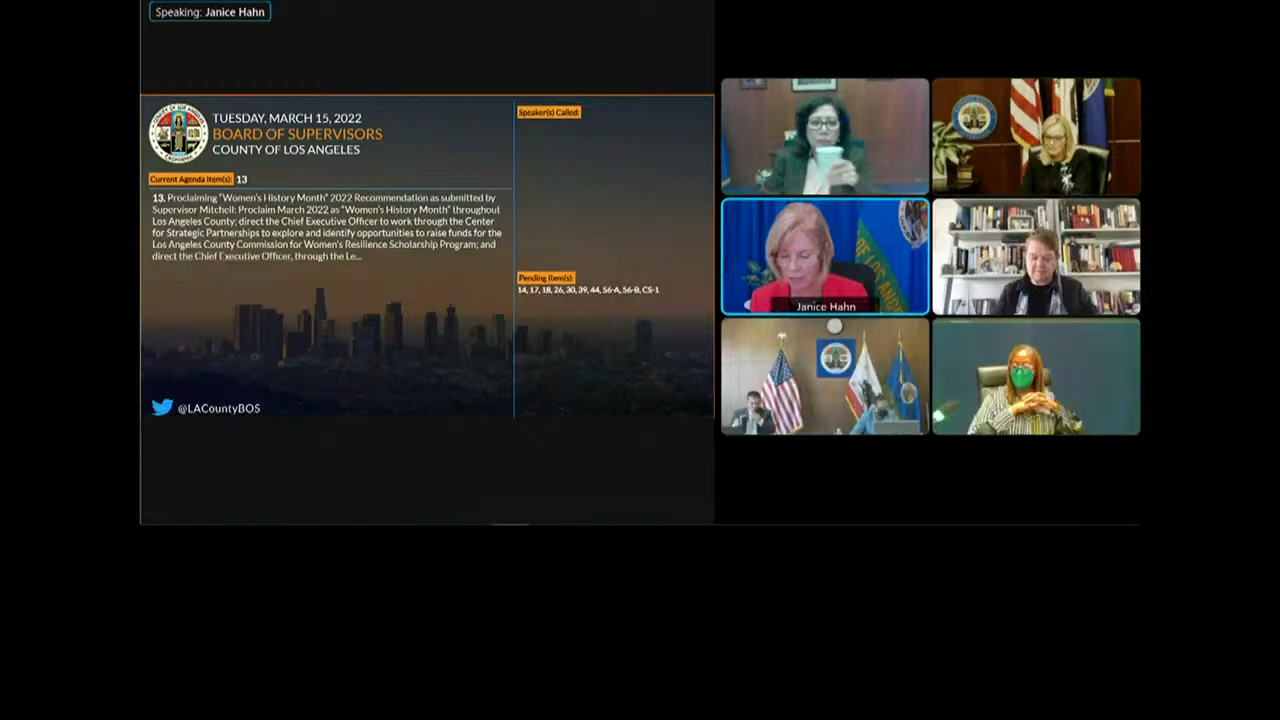 Speaking: Janice Hahn
TUESDAY, MARCH 15, 2022
BOARD OF SUPERVISORS
COUNTY OF LOS ANGELES
Current Agenda Item(s): 13
13. Proclaiming "Women's History Month" 2022 Recommendation as submitted by
Supervisor Mitchell: Proclaim March 2022 as "Women's History Month" throughout
Los Angeles County; direct the Chief Executive Officer to work through the Center
for Strategic Partnerships to explore and identify opportunities to raise funds for the
Los Angeles County Commission for Women's Resilience Scholarship Program; and
direct the Chief Executive Officer, through the Le...
@LACountyBOS
Speaker(s) Called:
Pending Item(s):
14, 17, 18, 26, 30, 39, 44, 56-A, 56-B, CS-1
Janice Hahn